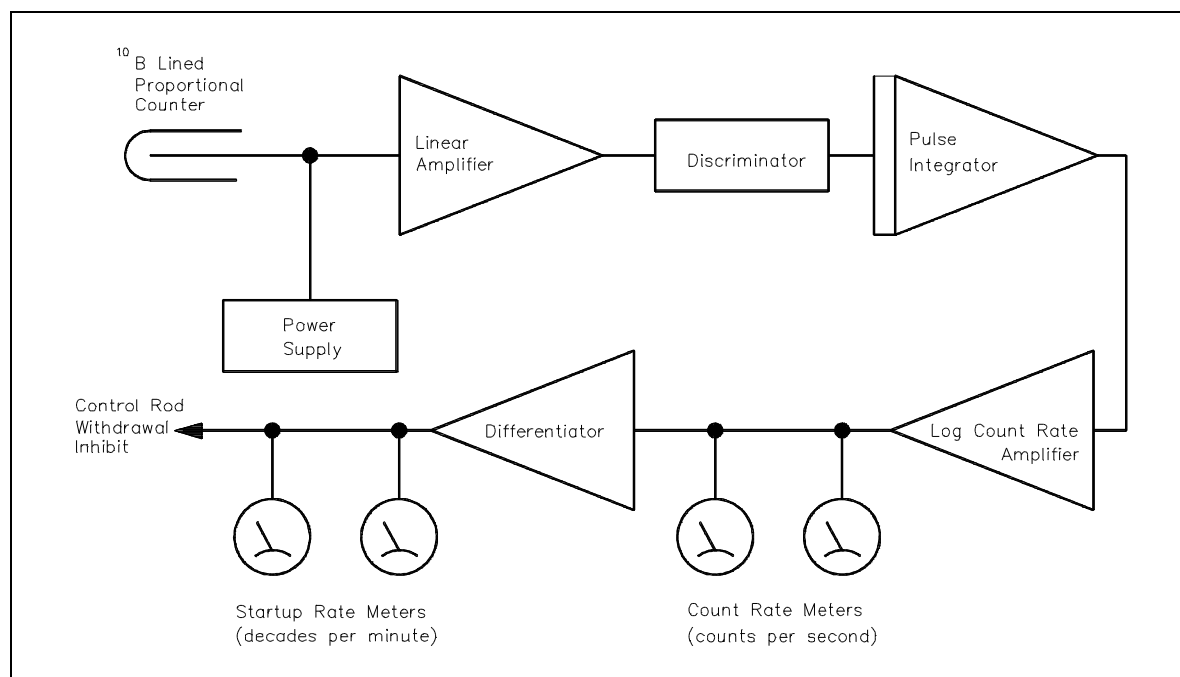 10
B Lined
Proportional
Counter
Linear
Amplifier
Discriminator
Pulse
Integrator
Power
Supply
Control Rod
Withdrawal
Inhibit
Differentiator
Log Count Rate
Amplifier
Startup Rate Meters
(decades per minute)
Count Rate Meters
(counts per second)